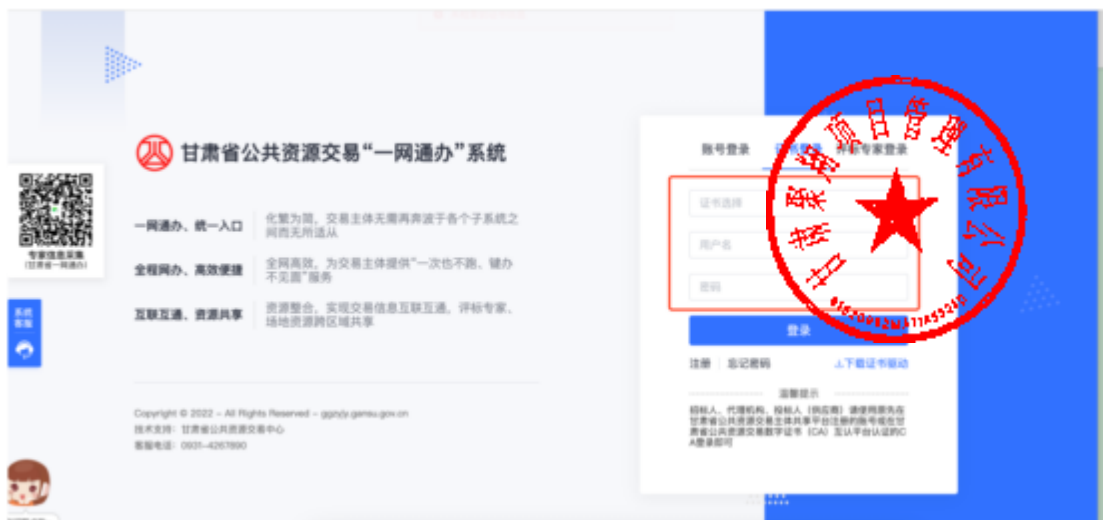 甘肃省公共资源交易“一网通办”系统
一网通办、统一入口
化繁为简，交易主体无需再奔波于各个子系统之
间而无所适从
全程网办、高效便捷
全网高效，为交易主体提供“一次也不跑、键办
不见面”服务
互联互通、资源共享
资源整合，实现交易信息互联互通，评标专家、
场地资源跨区域共享
Copyright © 2022 - All Rights Reserved - ggzyjy.gansu.gov.cn
技术支持：甘肃省公共资源交易中心
客服电话：0931-4267890
专家信息采集
(甘肃省一网通办)
系统
客服
账号登录 证书登录 评标专家登录
证书选择
用户名
密码
登录
注册 忘记密码 下载证书驱动
温馨提示
招标人、代理机构、投标人（供应商）请使用原先在
甘肃省公共资源交易主体共享平台注册的账号或在甘
肃省公共资源交易数字证书（CA）互认平台认证的C
A登录即可
项目管理有限公司